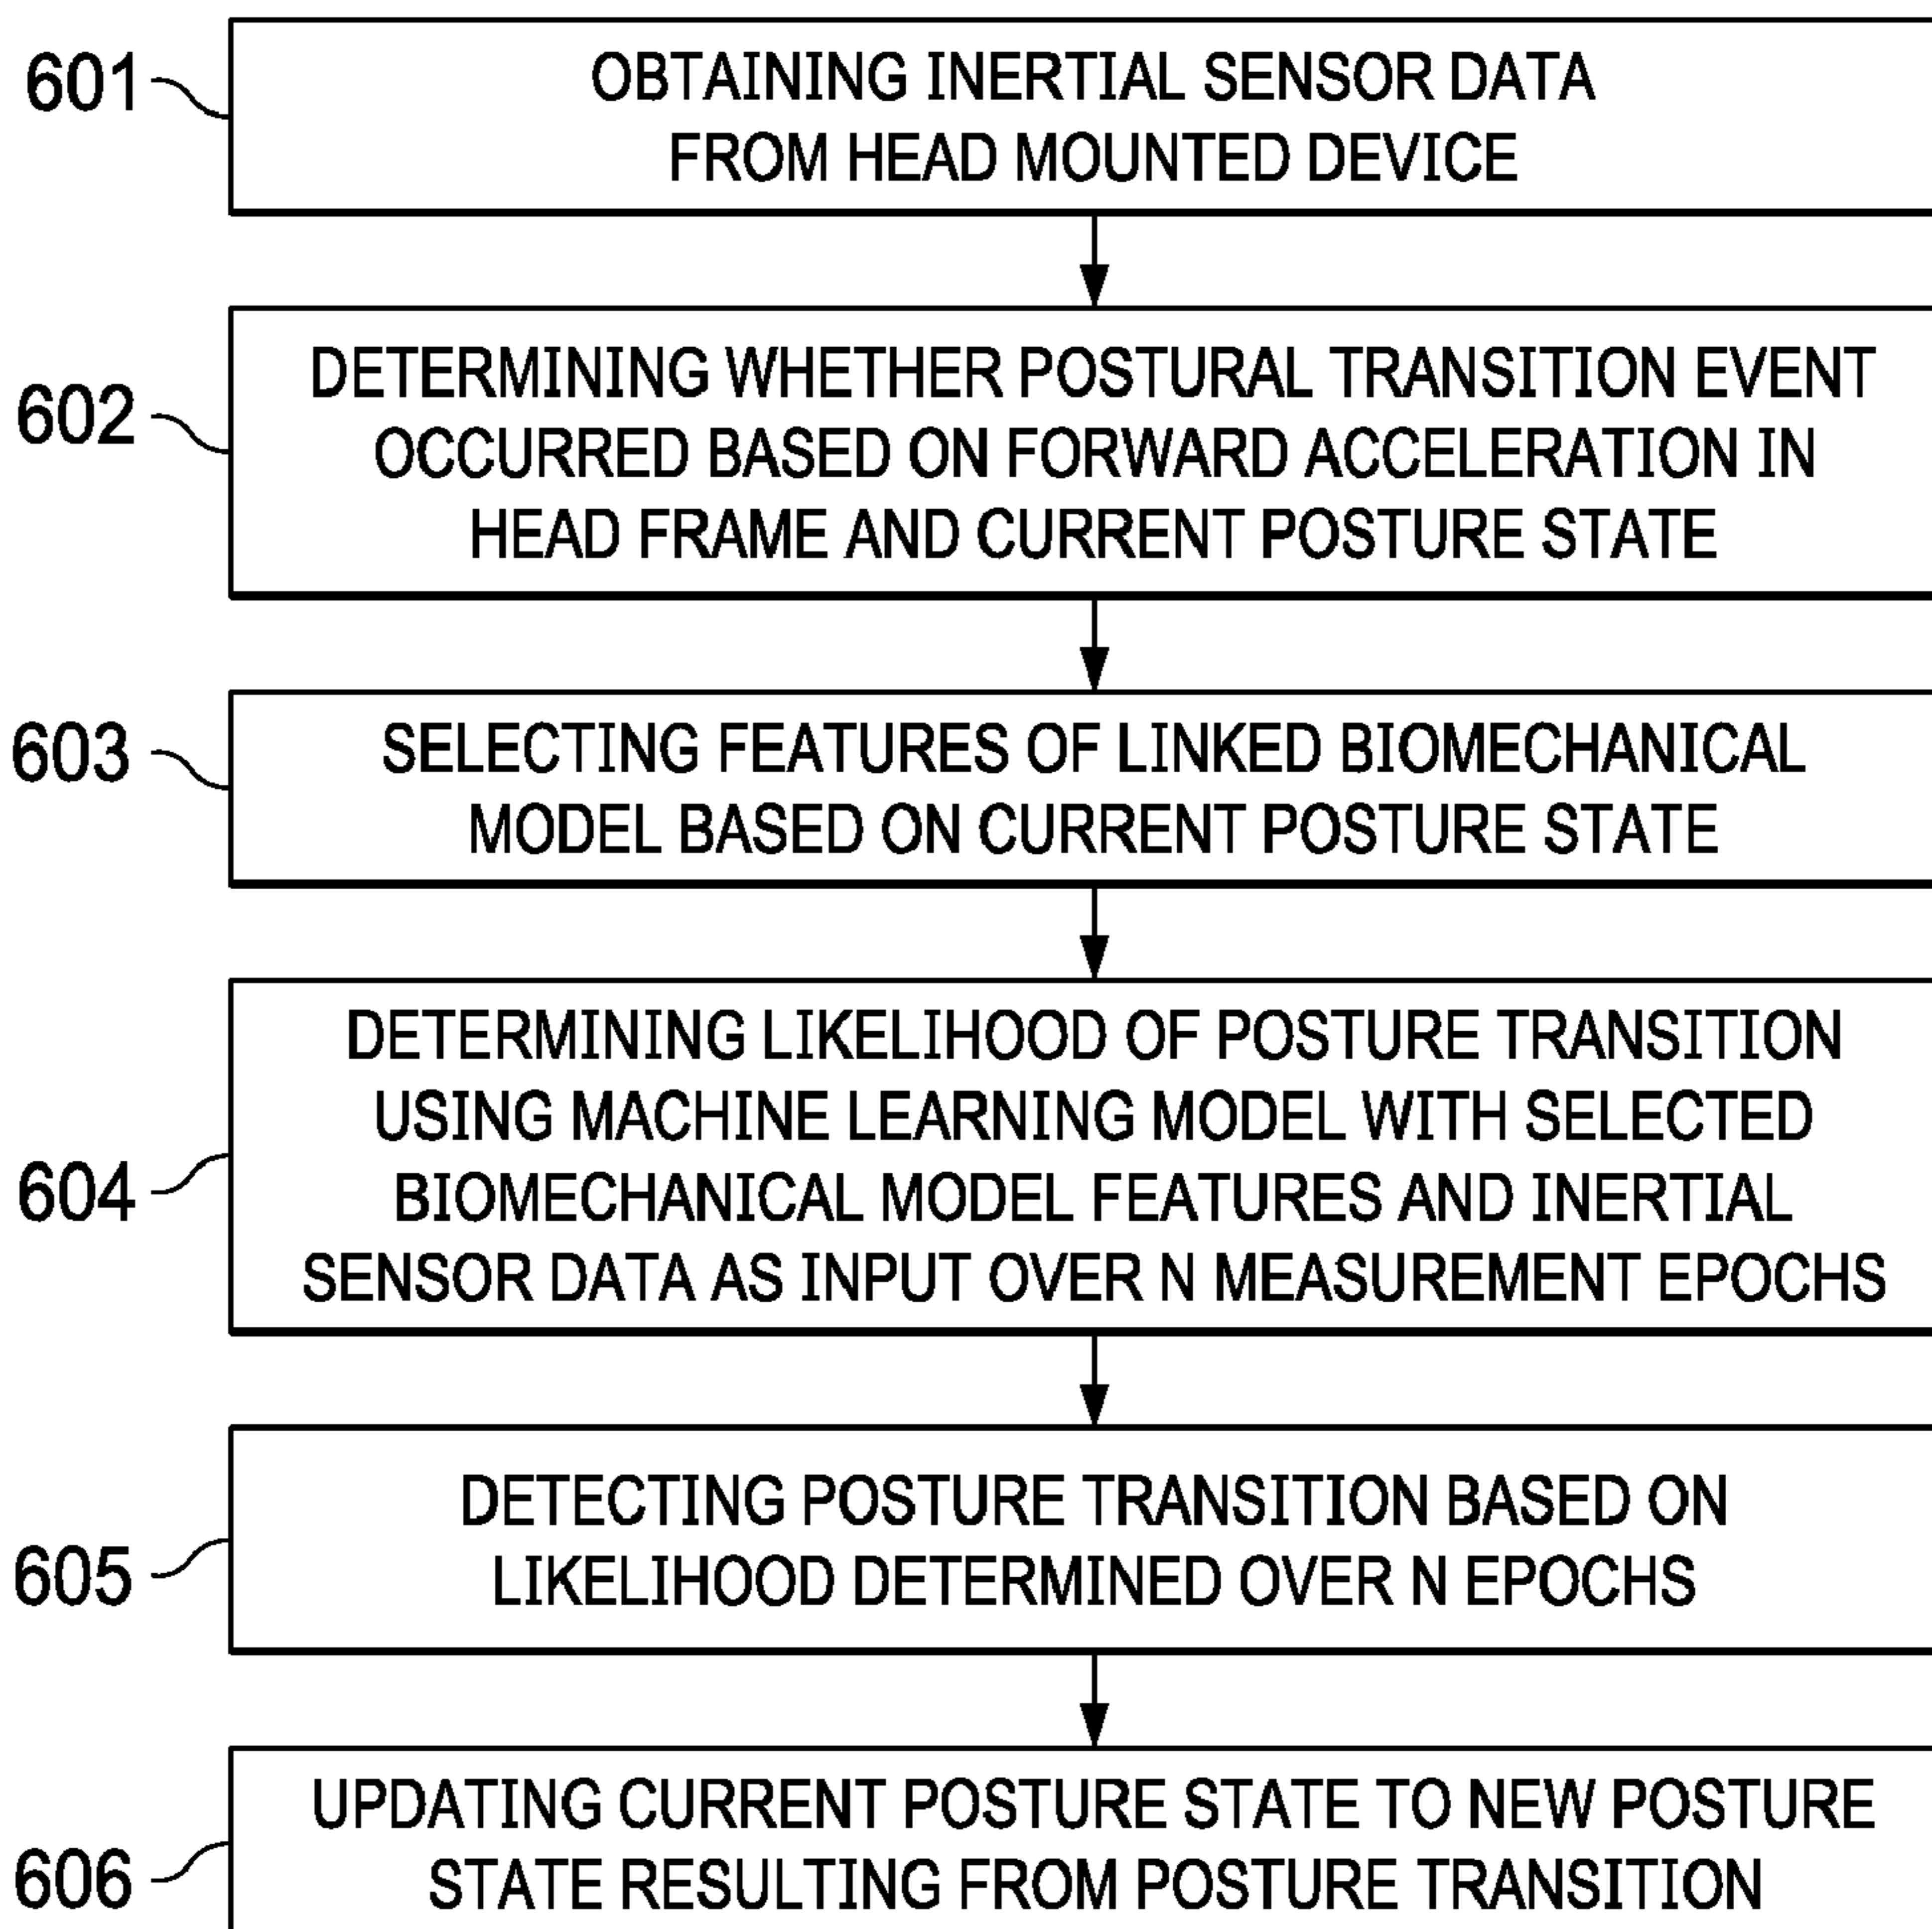 601
OBTAINING INERTIAL SENSOR DATA
FROM HEAD MOUNTED DEVICE
602
DETERMINING WHETHER POSTURAL TRANSITION EVENT
OCCURRED BASED ON FORWARD ACCELERATION IN
HEAD FRAME AND CURRENT POSTURE STATE
603
SELECTING FEATURES OF LINKED BIOMECHANICAL
MODEL BASED ON CURRENT POSTURE STATE
604
DETERMINING LIKELIHOOD OF POSTURE TRANSITION
USING MACHINE LEARNING MODEL WITH SELECTED
BIOMECHANICAL MODEL FEATURES AND INERTIAL
SENSOR DATA AS INPUT OVER N MEASUREMENT EPOCHS
605
DETECTING POSTURE TRANSITION BASED ON
LIKELIHOOD DETERMINED OVER N EPOCHS
606
UPDATING CURRENT POSTURE STATE TO NEW POSTURE
STATE RESULTING FROM POSTURE TRANSITION